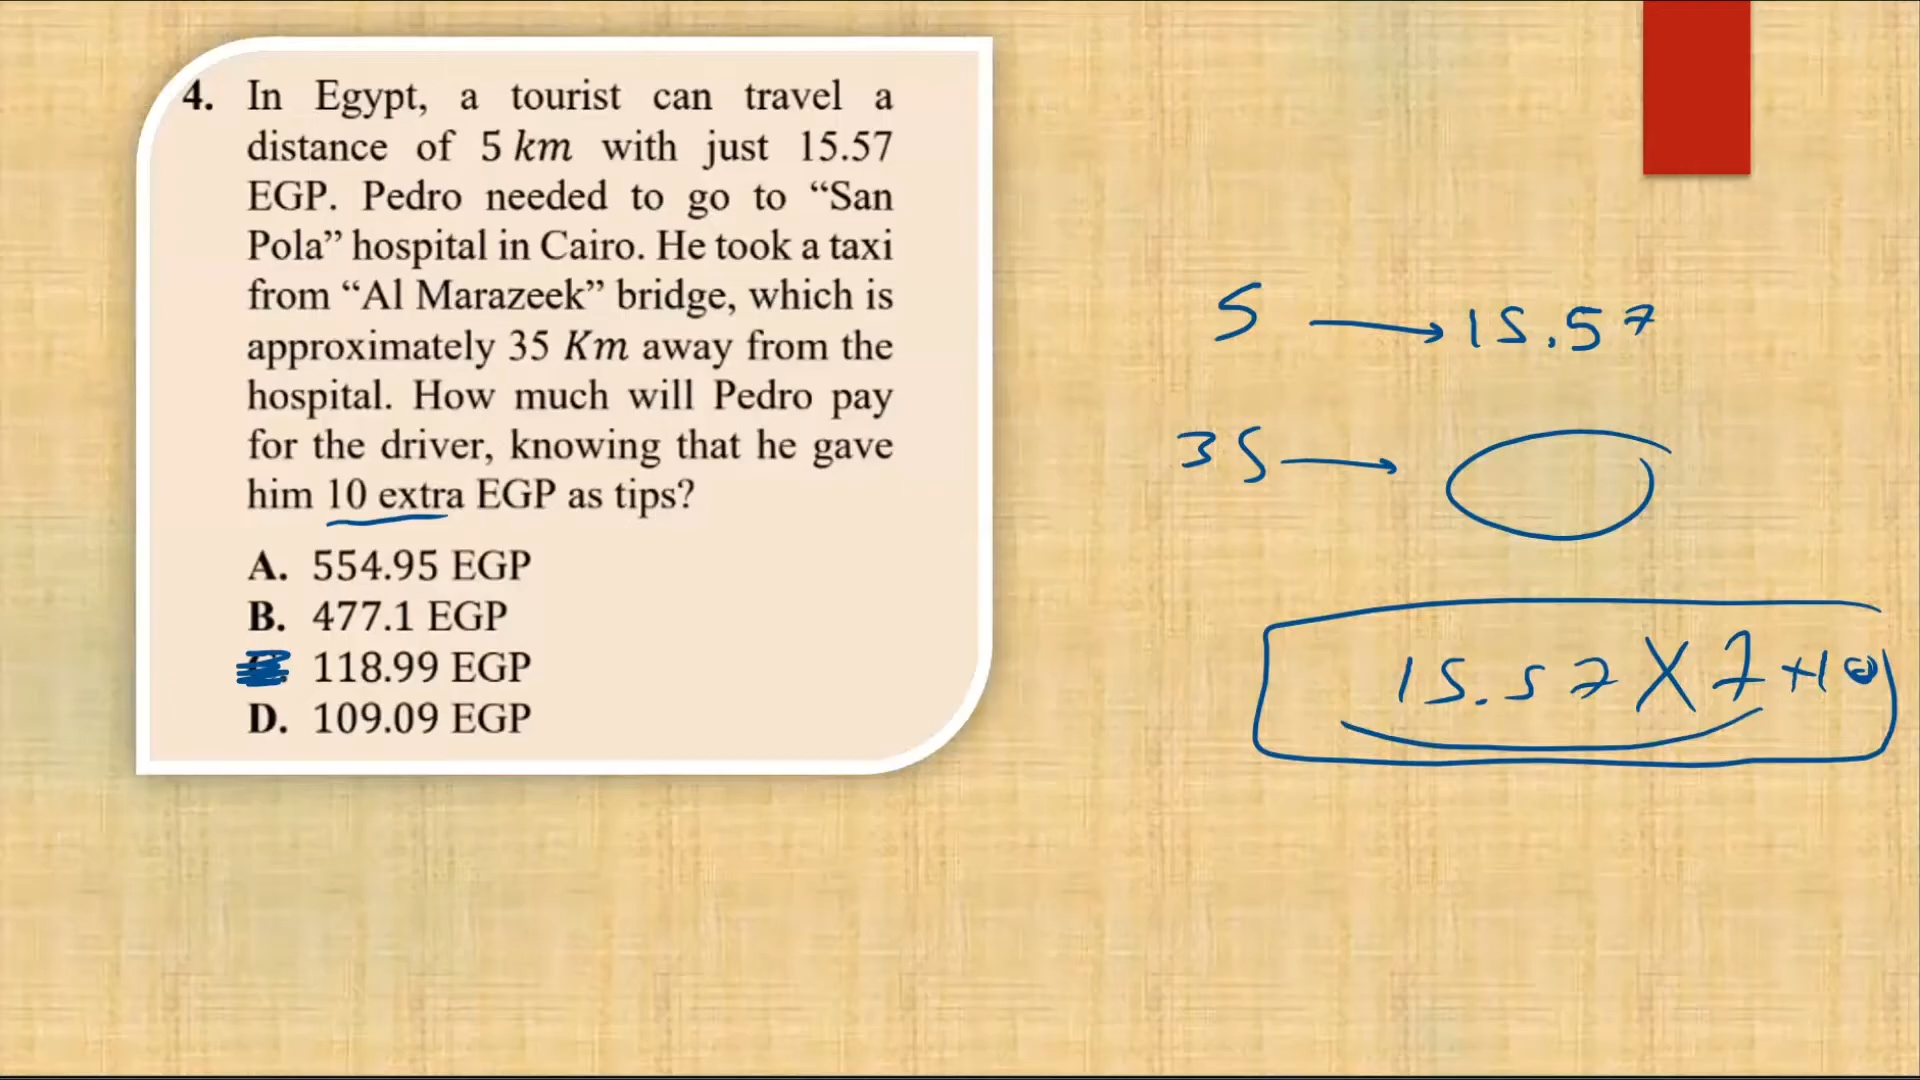 4. In Egypt, a tourist can travel a
distance of 5 km with just 15.57
EGP. Pedro needed to go to “San
Pola” hospital in Cairo. He took a taxi
from “Al Marazeek” bridge, which is
approximately 35 Km away from the
hospital. How much will Pedro pay
for the driver, knowing that he gave
him 10 extra EGP as tips?
A. 554.95 EGP
B. 477.1 EGP
118.99 EGP
D. 109.09 EGP
5 → 15.57
35 →
15.57 X 7 + 10